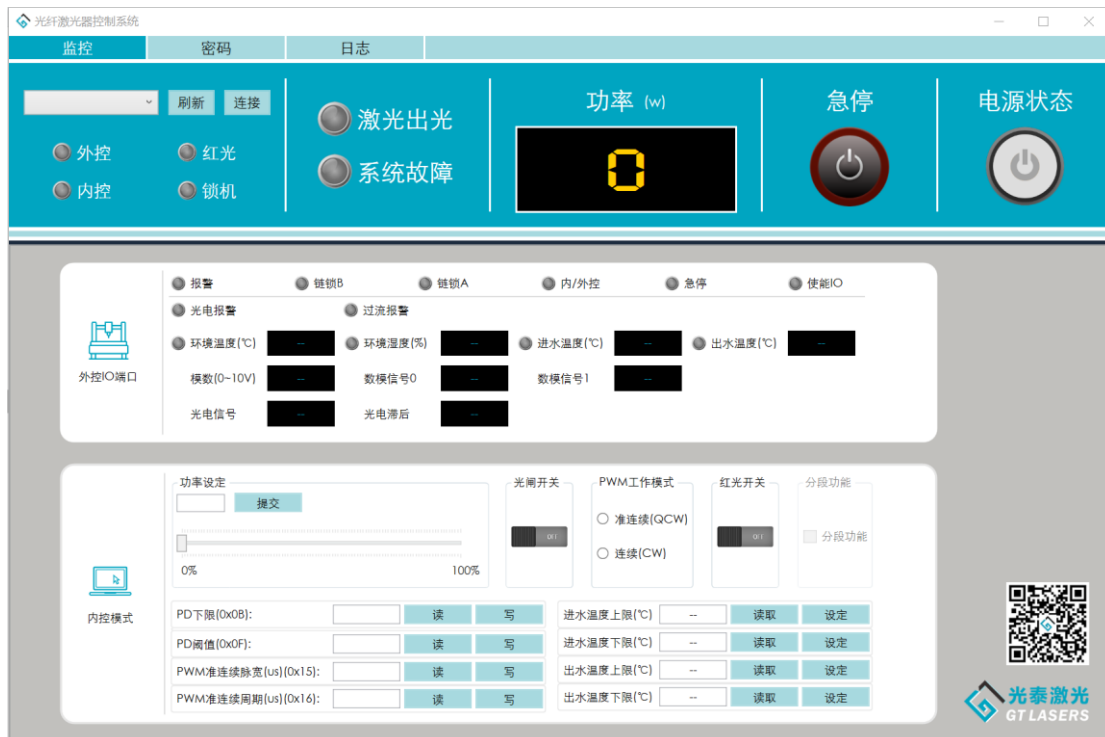 光纤激光器控制系统
监控 密码 日志
刷新 连接
外控 红光
内控 锁机
激光出光
系统故障
功率 (w)
0
急停
电源状态
报警 链锁B 链锁A 内/外控 急停 使能IO
光电报警 过流报警
环境温度(℃) -- 环境湿度(%) -- 进水温度(℃) -- 出水温度(℃) --
外控IO端口
模数(0~10V) -- 数模信号0 -- 数模信号1 --
光电信号 -- 光电滞后 --
功率设定 光闸开关 PWM工作模式 红光开关 分段功能
提交
准连续(QCW)
OFF OFF 分段功能
连续(CW)
0% 100%
内控模式
PD下限(0x0B): 读 写 进水温度上限(℃) -- 读取 设定
PD阈值(0x0F): 读 写 进水温度下限(℃) -- 读取 设定
PWM准连续脉宽(us)(0x15): 读 写 出水温度上限(℃) -- 读取 设定
PWM准连续周期(us)(0x16): 读 写 出水温度下限(℃) -- 读取 设定
光泰激光
GT LASERS